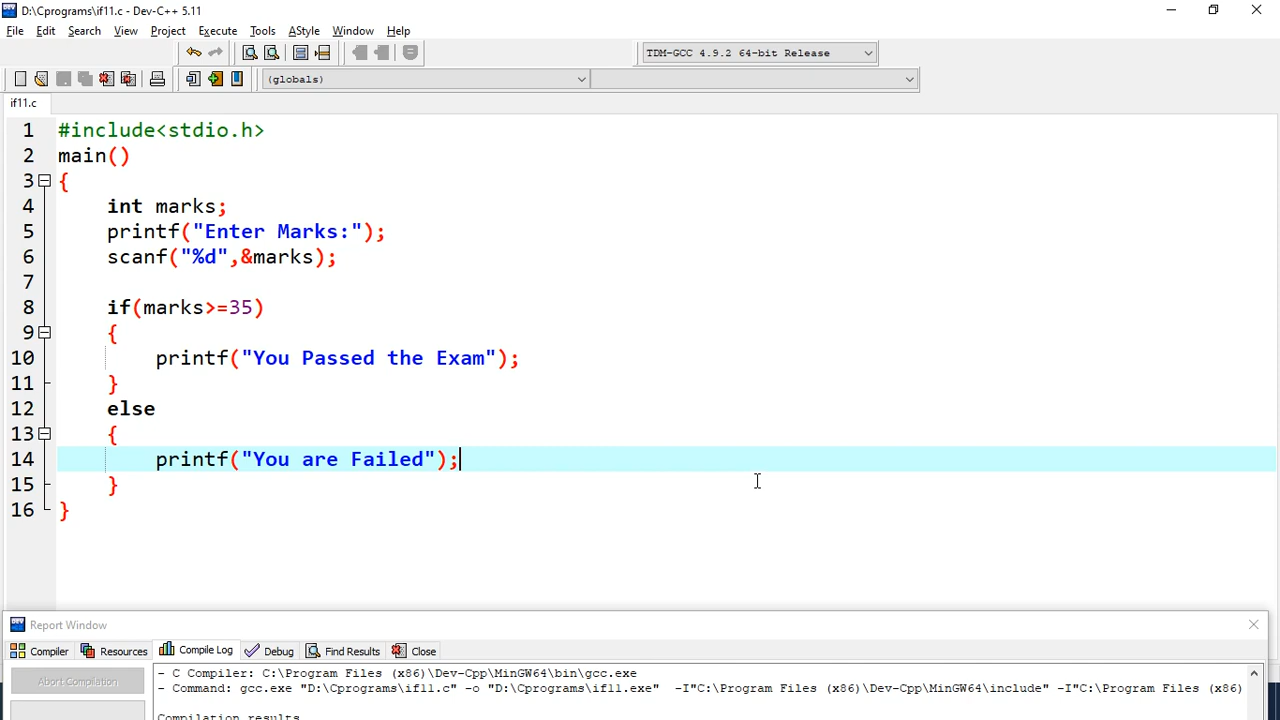 D:\Cprograms\if11.c - Dev-C++ 5.11
File Edit Search View Project Execute Tools AStyle Window Help
TDM-GCC 4.9.2 64-bit Release
(globals)
if11.c
1 #include<stdio.h>
2 main()
3 {
4 int marks;
5 printf("Enter Marks:");
6 scanf("%d",&marks);
7
8 if(marks>=35)
9 {
10 printf("You Passed the Exam");
11 }
12 else
13 {
14 printf("You are Failed");
15 }
16 }
DEV Report Window
Compiler Resources Compile Log Debug Find Results Close
Abort Compilation
- C Compiler: C:\Program Files (x86)\Dev-Cpp\MinGW64\bin\gcc.exe
- Command: gcc.exe "D:\Cprograms\if11.c" -o "D:\Cprograms\if11.exe" -I"C:\Program Files (x86)\Dev-Cpp\MinGW64\include" -I"C:\Program Files (x86)
Compilation results